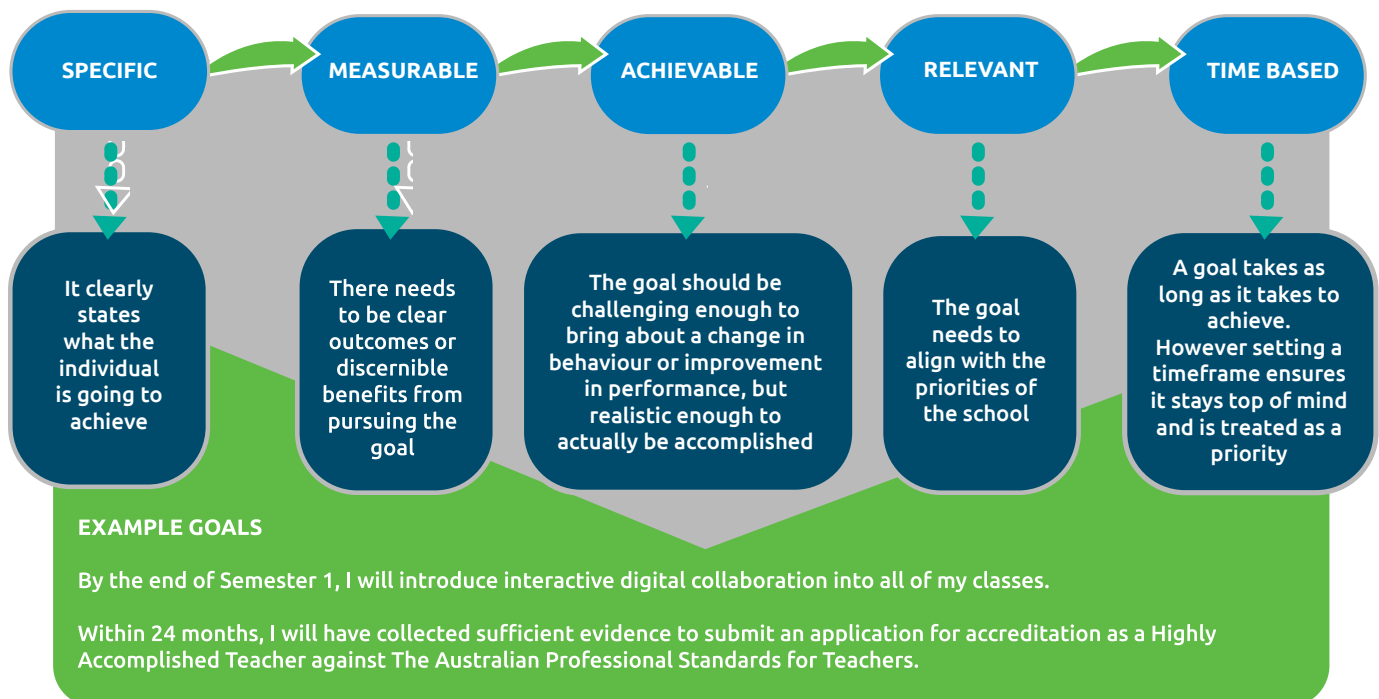 SPECIFIC
MEASURABLE
ACHIEVABLE
RELEVANT
TIME BASED
It clearly
states
what the
individual
is going to
achieve
There needs
to be clear
outcomes or
discernible
benefits from
pursuing the
goal
The goal should be
challenging enough to
bring about a change in
behaviour or improvement
in performance, but
realistic enough to
actually be accomplished
The goal
needs to
align with the
priorities of
the school
A goal takes as
long as it takes to
achieve.
However setting a
timeframe ensures
it stays top of mind
and is treated as a
priority
EXAMPLE GOALS
By the end of Semester 1, I will introduce interactive digital collaboration into all of my classes.
Within 24 months, I will have collected sufficient evidence to submit an application for accreditation as a Highly
Accomplished Teacher against The Australian Professional Standards for Teachers.